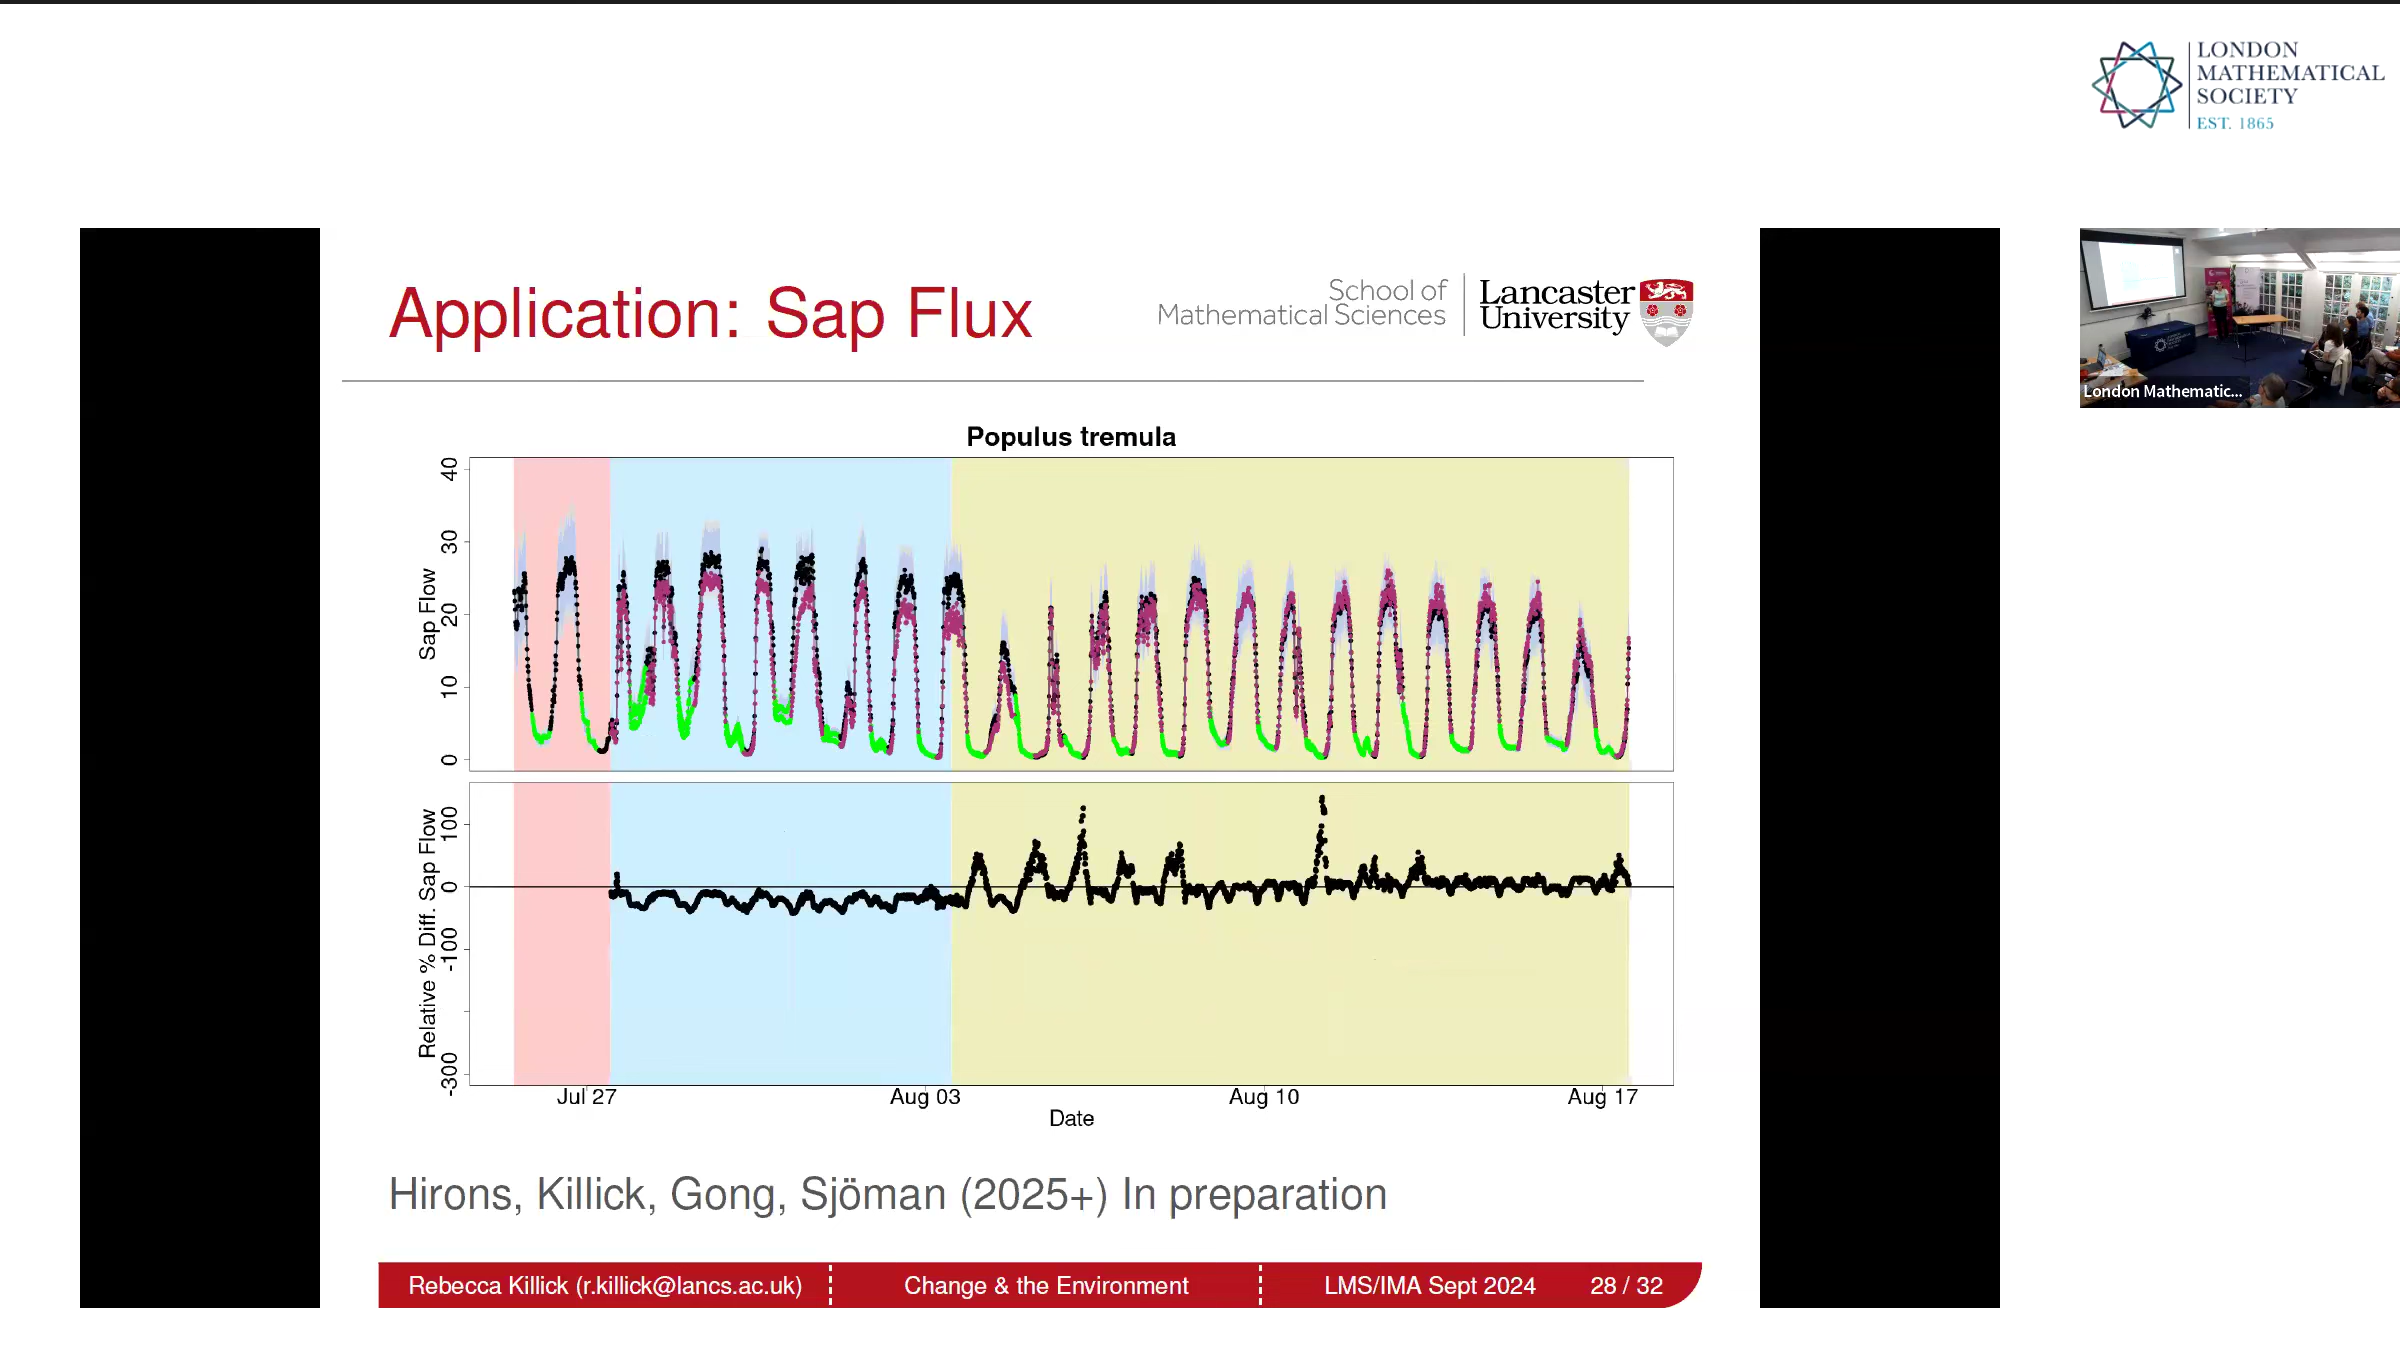 LONDON
MATHEMATICAL
SOCIETY
EST. 1865
Application: Sap Flux
School of
Mathematical Sciences
Lancaster
University
London Mathematic...
Populus tremula
Sap Flow
40
30
20
10
0
Relative % Diff. Sap Flow
100
0
-100
-300
Jul 27
Aug 03
Aug 10
Aug 17
Date
Hirons, Killick, Gong, Sjöman (2025+) In preparation
Rebecca Killick (r.killick@lancs.ac.uk)
Change & the Environment
LMS/IMA Sept 2024
28 / 32